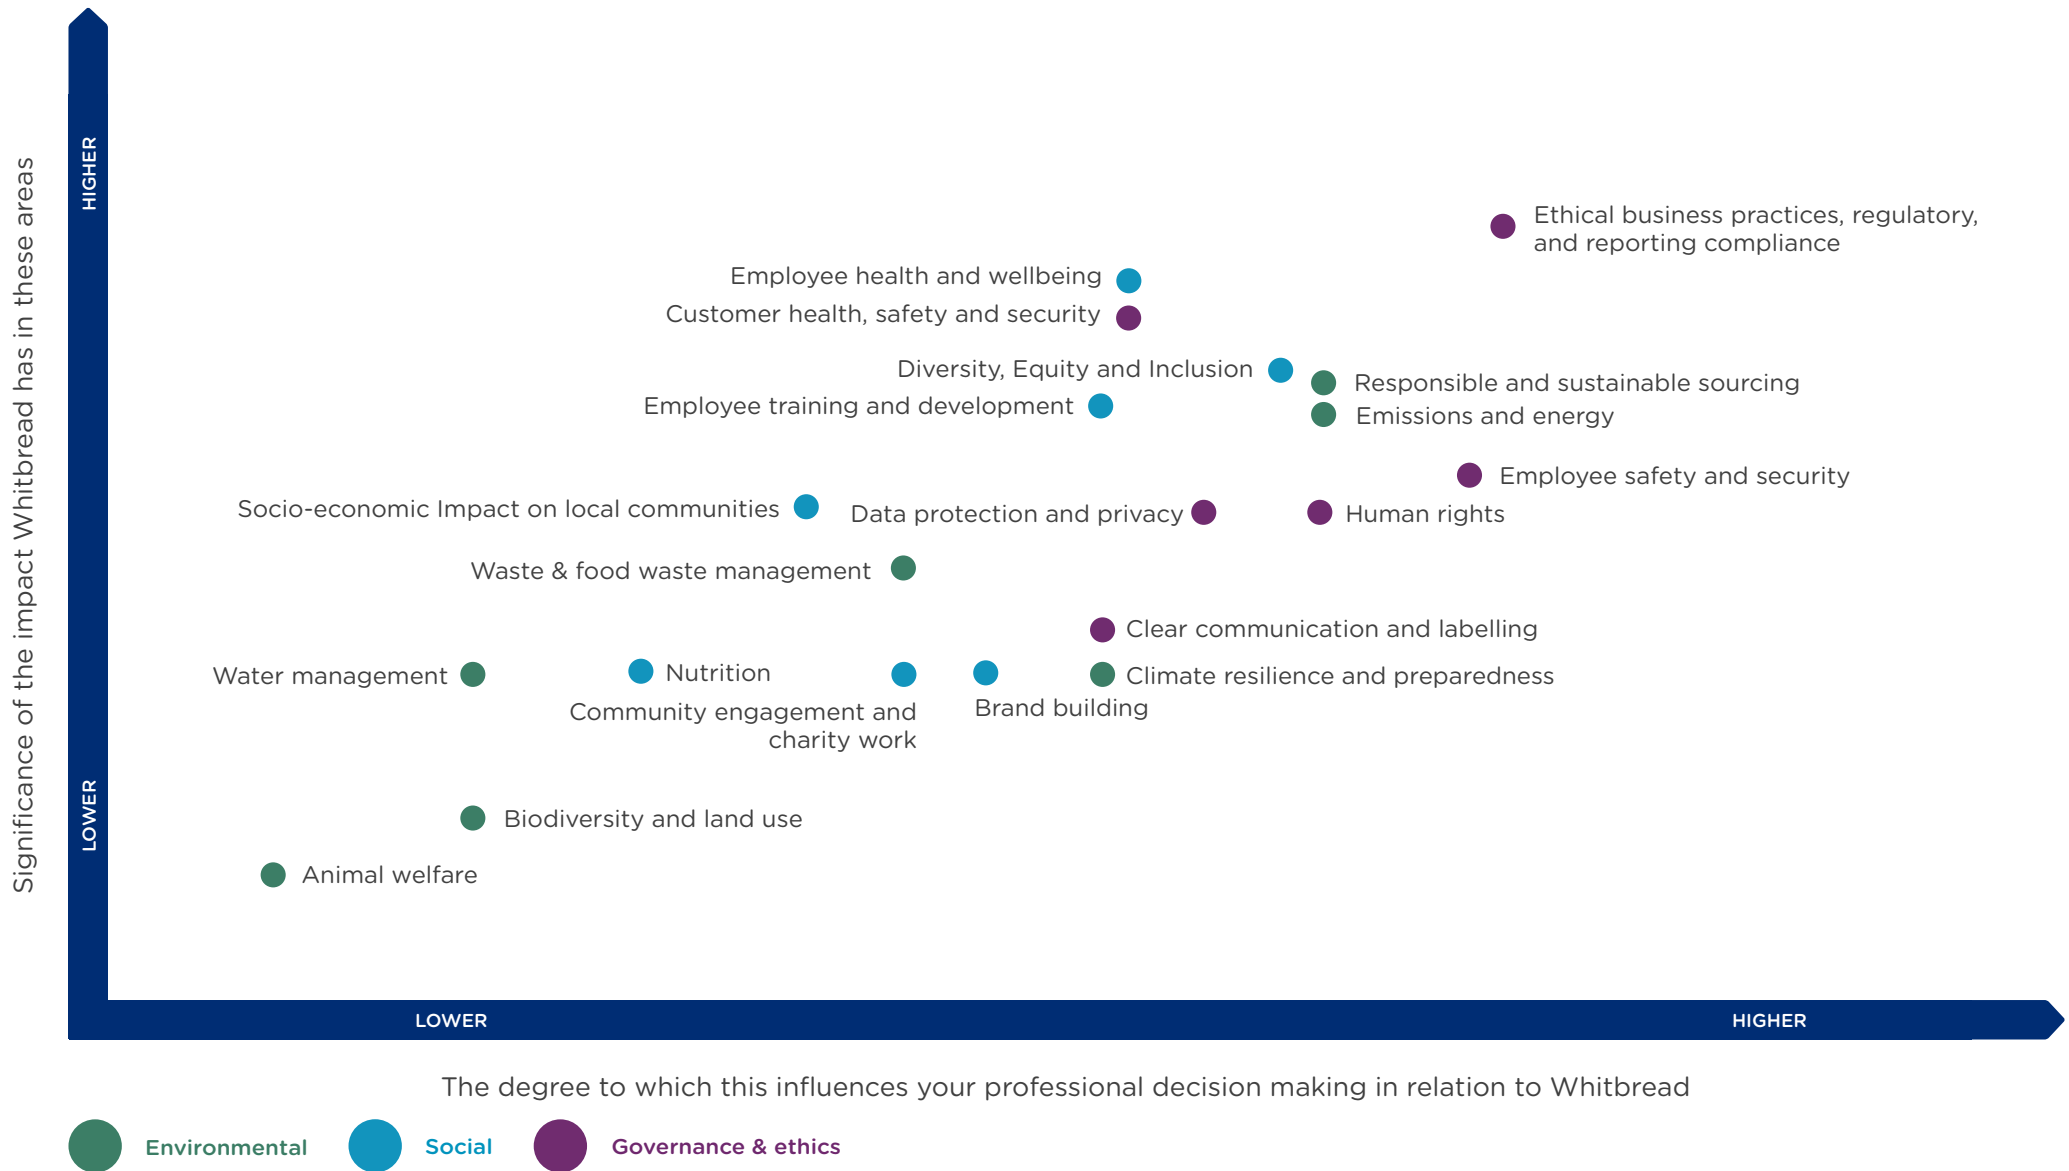 Significance of the impact Whitbread has in these areas
HIGHER
LOWER
Ethical business practices, regulatory,
and reporting compliance
Employee health and wellbeing
Customer health, safety and security
Diversity, Equity and Inclusion
Responsible and sustainable sourcing
Employee training and development
Emissions and energy
Employee safety and security
Socio-economic Impact on local communities
Data protection and privacy
Human rights
Waste & food waste management
Clear communication and labelling
Water management
Nutrition
Climate resilience and preparedness
Community engagement and
charity work
Brand building
Biodiversity and land use
Animal welfare
LOWER
HIGHER
The degree to which this influences your professional decision making in relation to Whitbread
Environmental
Social
Governance & ethics